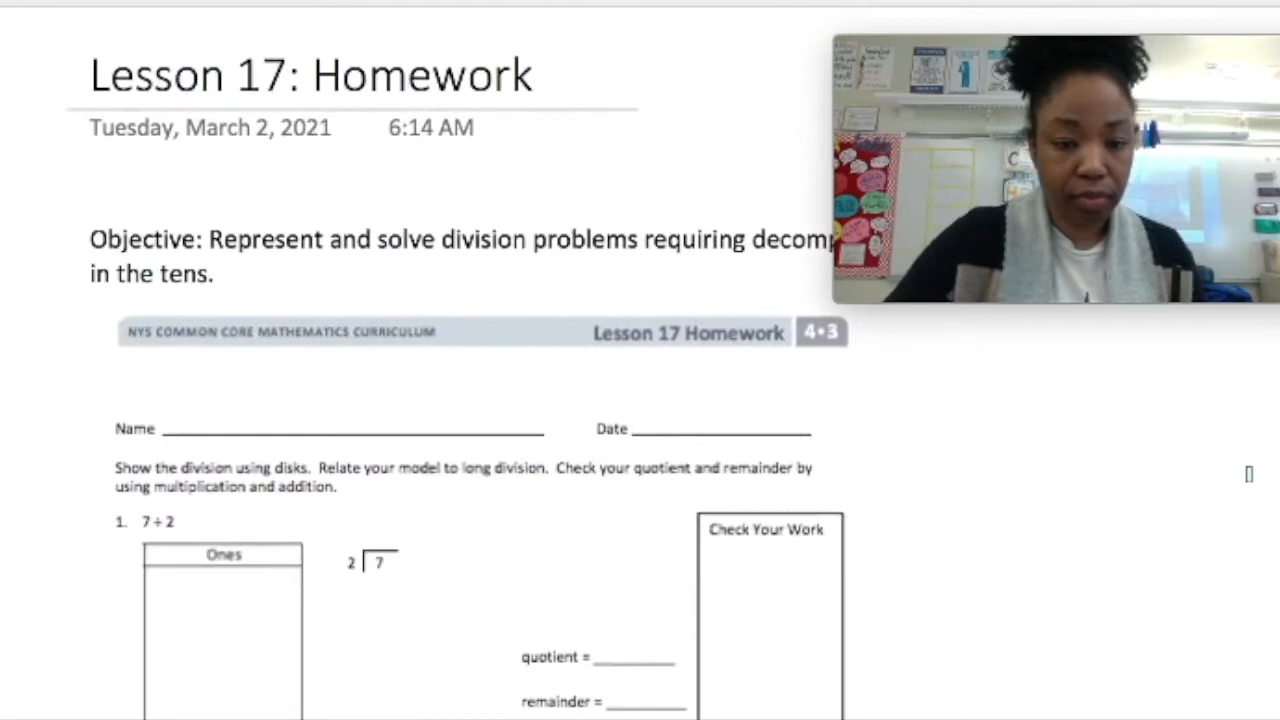 Lesson 17: Homework
Tuesday, March 2, 2021 6:14 AM
Objective: Represent and solve division problems requiring decomp
in the tens.
NYS COMMON CORE MATHEMATICS CURRICULUM Lesson 17 Homework 4•3
Name Date
Show the division using disks. Relate your model to long division. Check your quotient and remainder by
using multiplication and addition.
1. 7 ÷ 2
Check Your Work
Ones
2 7
quotient =
remainder =